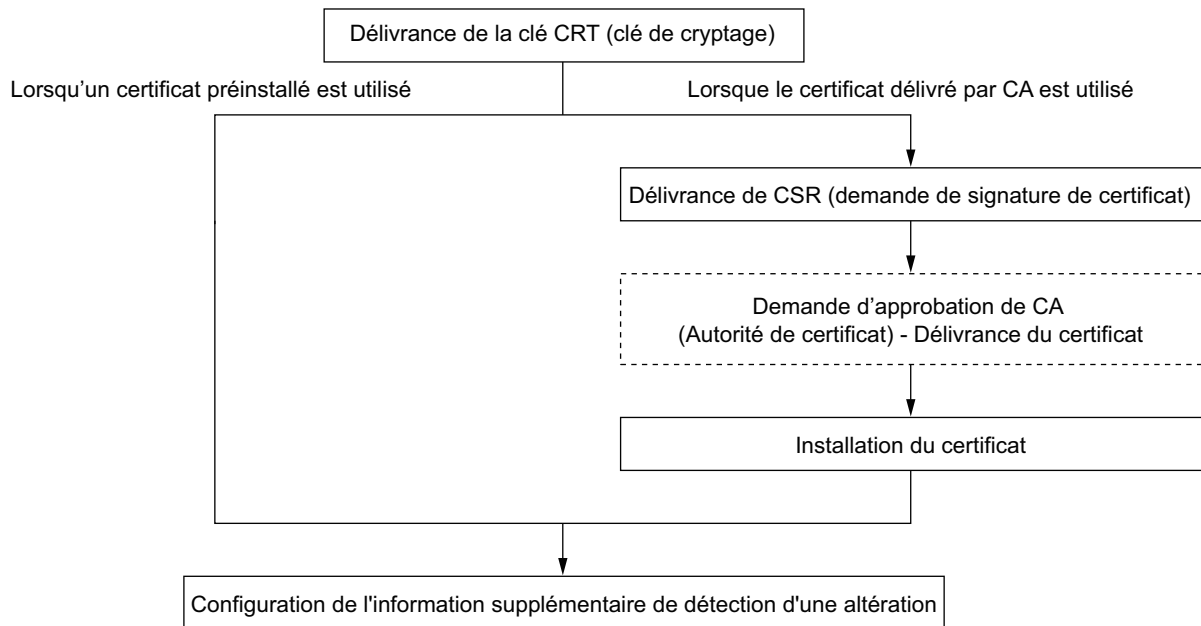 Délivrance de la clé CRT (clé de cryptage)
Lorsqu’un certificat préinstallé est utilisé
Lorsque le certificat délivré par CA est utilisé
Délivrance de CSR (demande de signature de certificat)
Demande d’approbation de CA
(Autorité de certificat) - Délivrance du certificat
Installation du certificat
Configuration de l'information supplémentaire de détection d'une altération